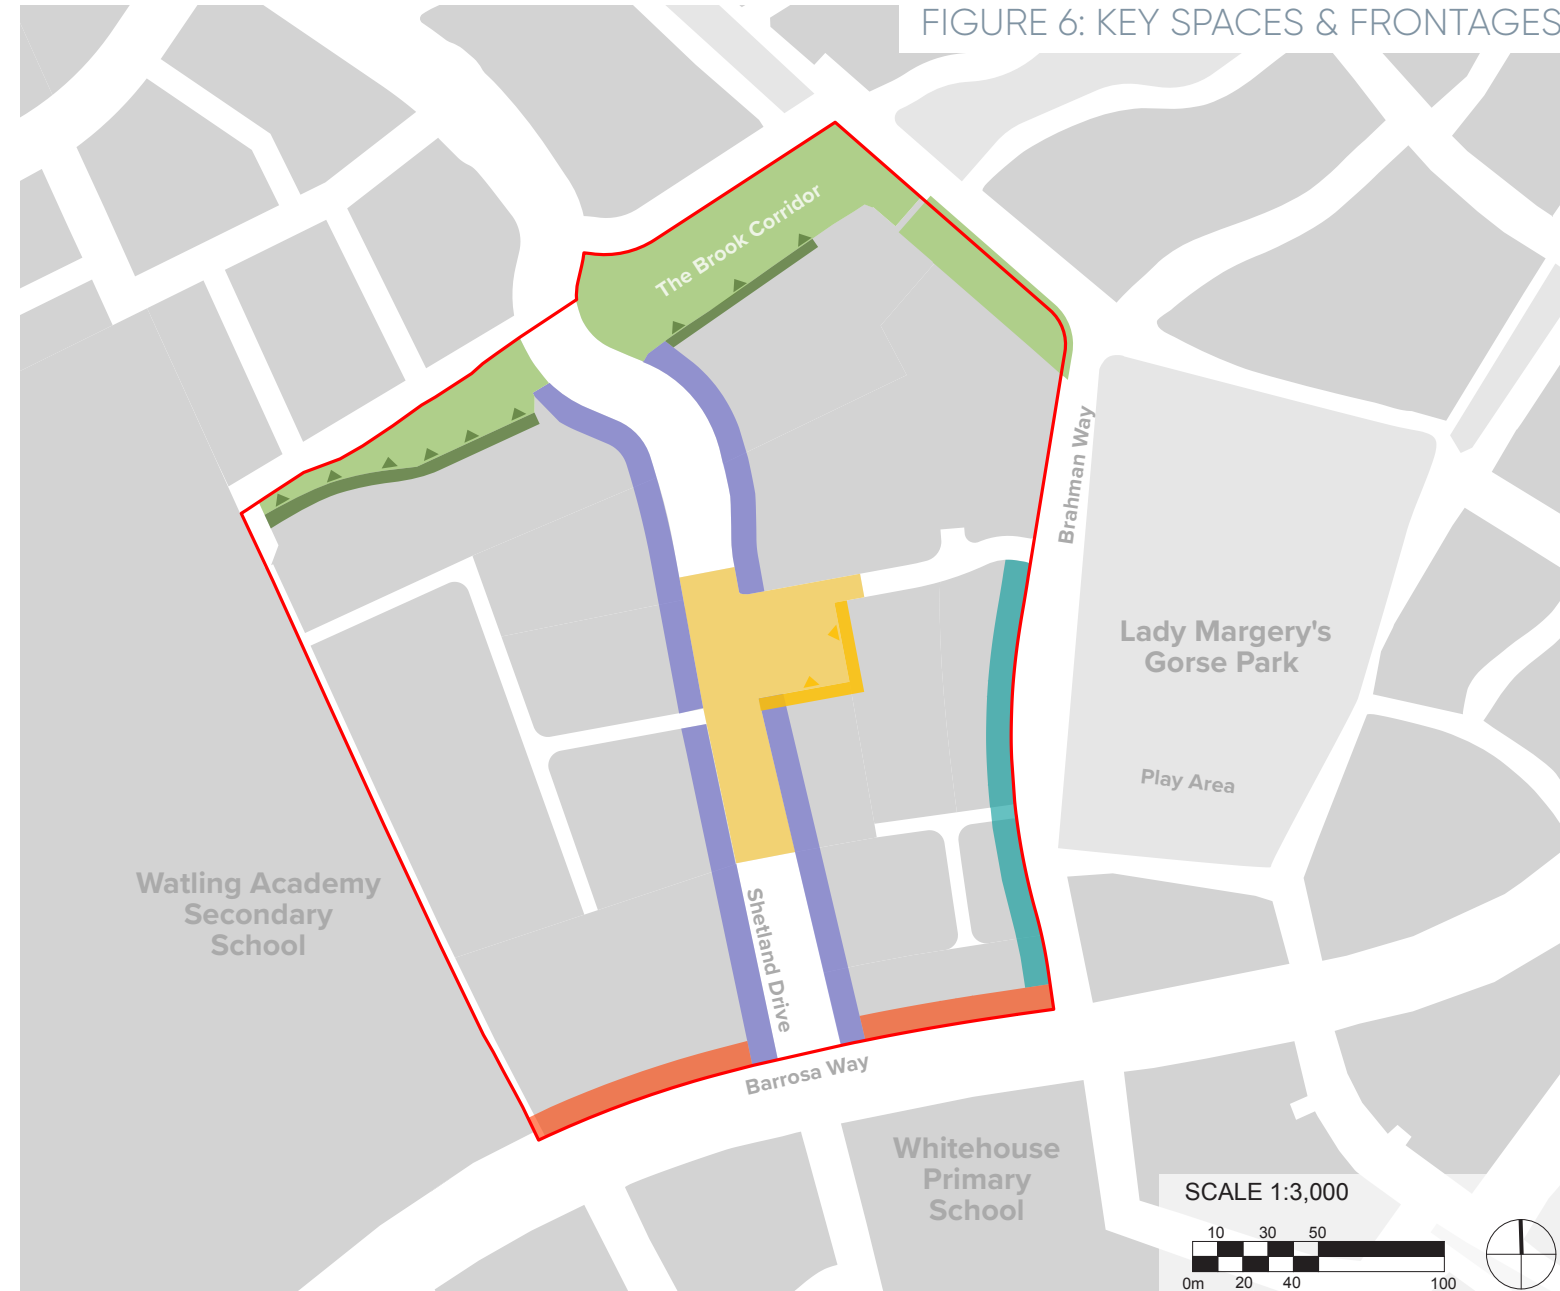 FIGURE 6: KEY SPACES & FRONTAGES
The Brook Corridor
Brahman Way
Lady Margery's
Gorse Park
Play Area
Watling Academy
Secondary
School
Shetland Drive
Barrosa Way
Whitehouse
Primary
School
SCALE 1:3,000
10 30 50
0m 20 40 100